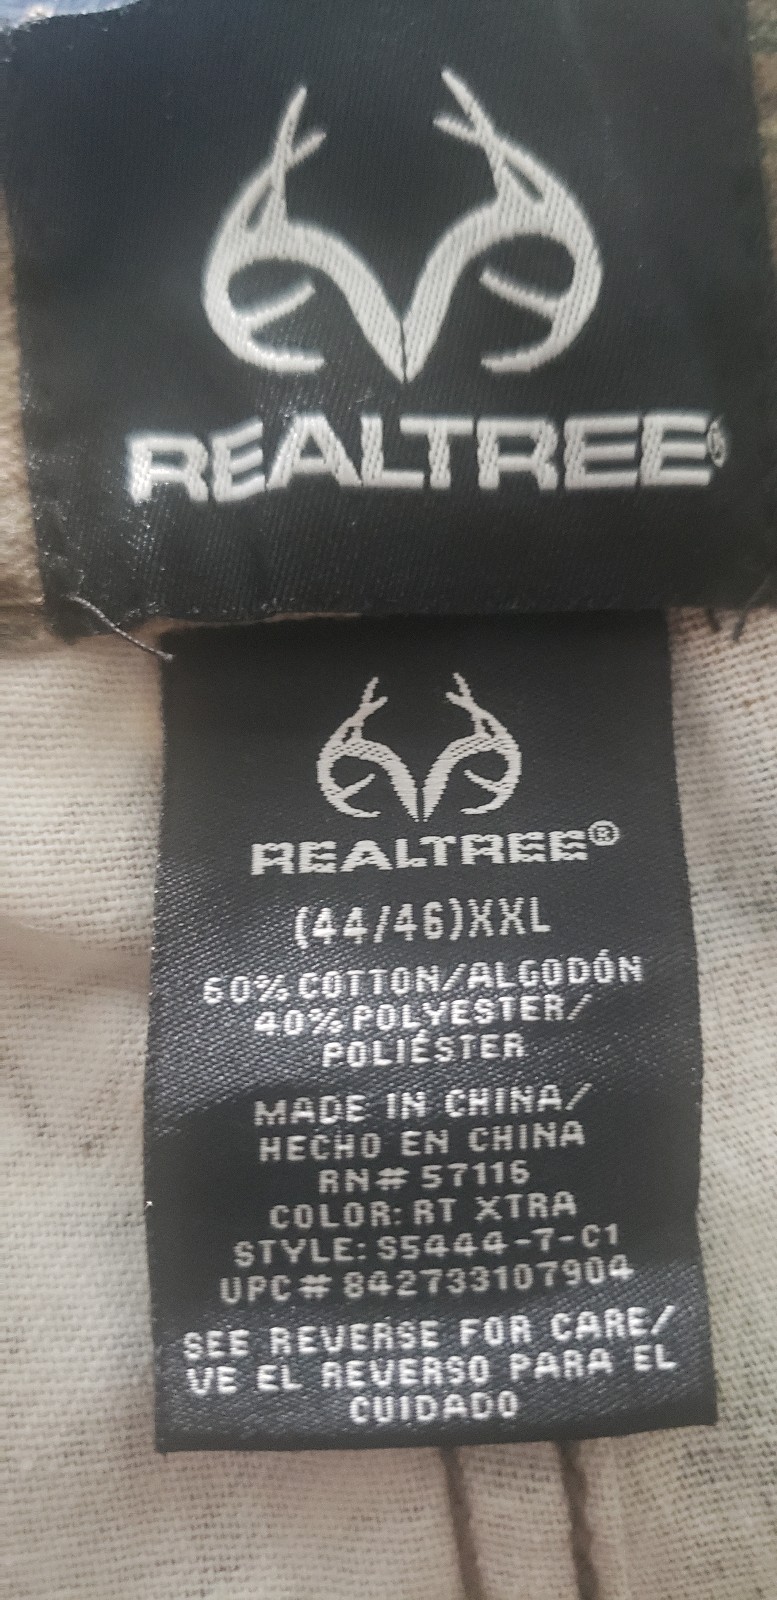 REALTREE®
REALTREE®
(44/46)XXL
60% COTTON/ALGODÓN
40% POLYESTER/
POLIÉSTER
MADE IN CHINA/
HECHO EN CHINA
RN# 57116
COLOR: RT XTRA
STYLE: S5444-7-C1
UPC# 842733107904
SEE REVERSE FOR CARE/
VE EL REVERSO PARA EL
CUIDADO